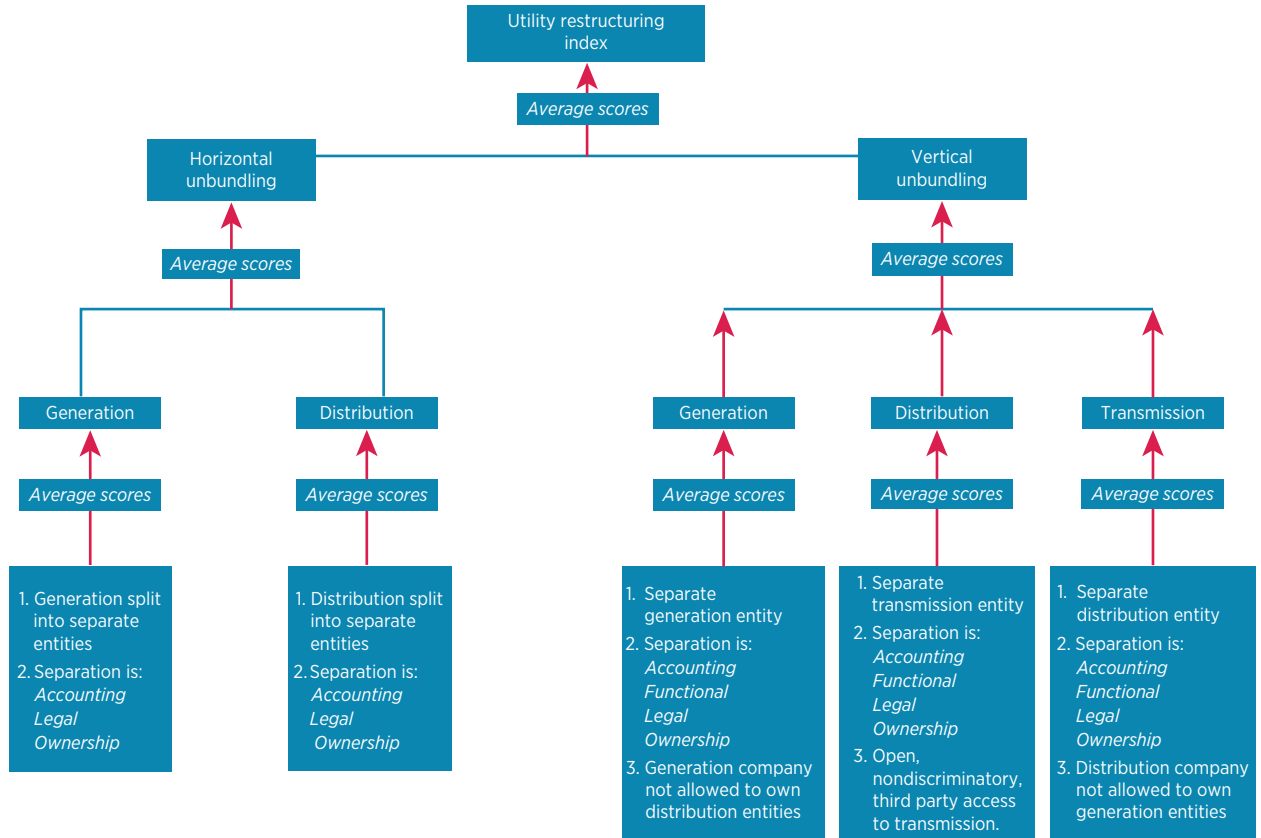 Utility restructuring
index
Average scores
Horizontal
unbundling
Vertical
unbundling
Average scores
Average scores
Generation
Distribution
Generation
Distribution
Transmission
Average scores
Average scores
Average scores
Average scores
Average scores
1. Generation split
into separate
entities
2. Separation is:
Accounting
Legal
Ownership
1. Distribution split
into separate
entities
2. Separation is:
Accounting
Legal
Ownership
1. Separate
generation entity
2. Separation is:
Accounting
Functional
Legal
Ownership
3. Generation company
not allowed to own
distribution entities
1. Separate
transmission entity
2. Separation is:
Accounting
Functional
Legal
Ownership
3. Open,
nondiscriminatory,
third party access
to transmission.
1. Separate
distribution entity
2. Separation is:
Accounting
Functional
Legal
Ownership
3. Distribution company
not allowed to own
generation entities